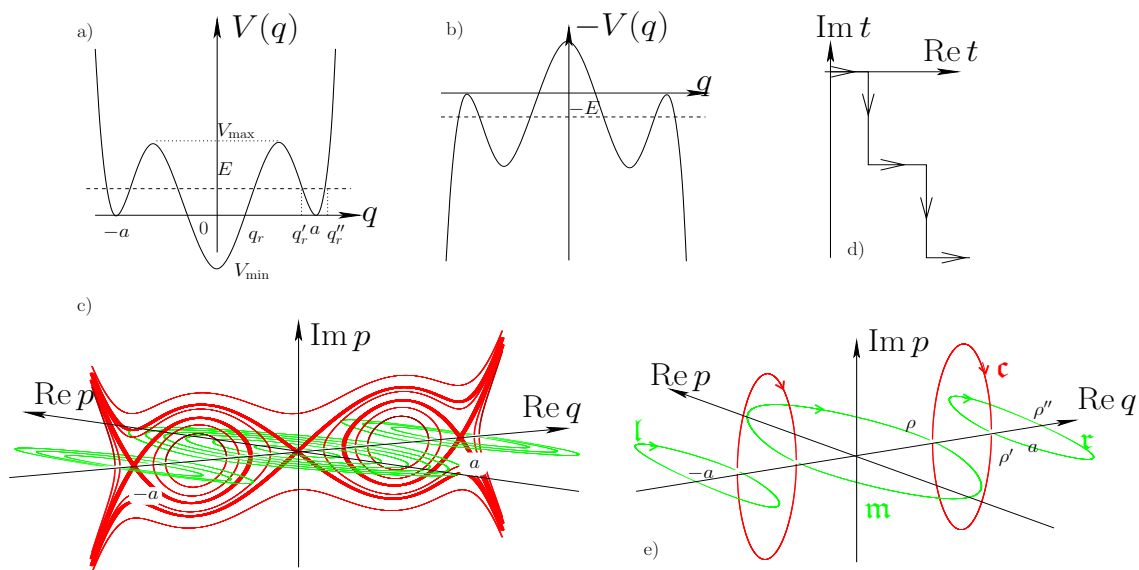 a)
V(q)
V_max
E
-a
0
q_r
q′_r
a
q″_r
q
V_min
b)
-V(q)
q
-E
Im t
Re t
d)
c)
Im p
Re p
Re q
-a
a
Im p
Re p
𝔠
Re q
ρ″
ρ
𝔩
ρ′
a
𝔯
-a
𝔪
e)